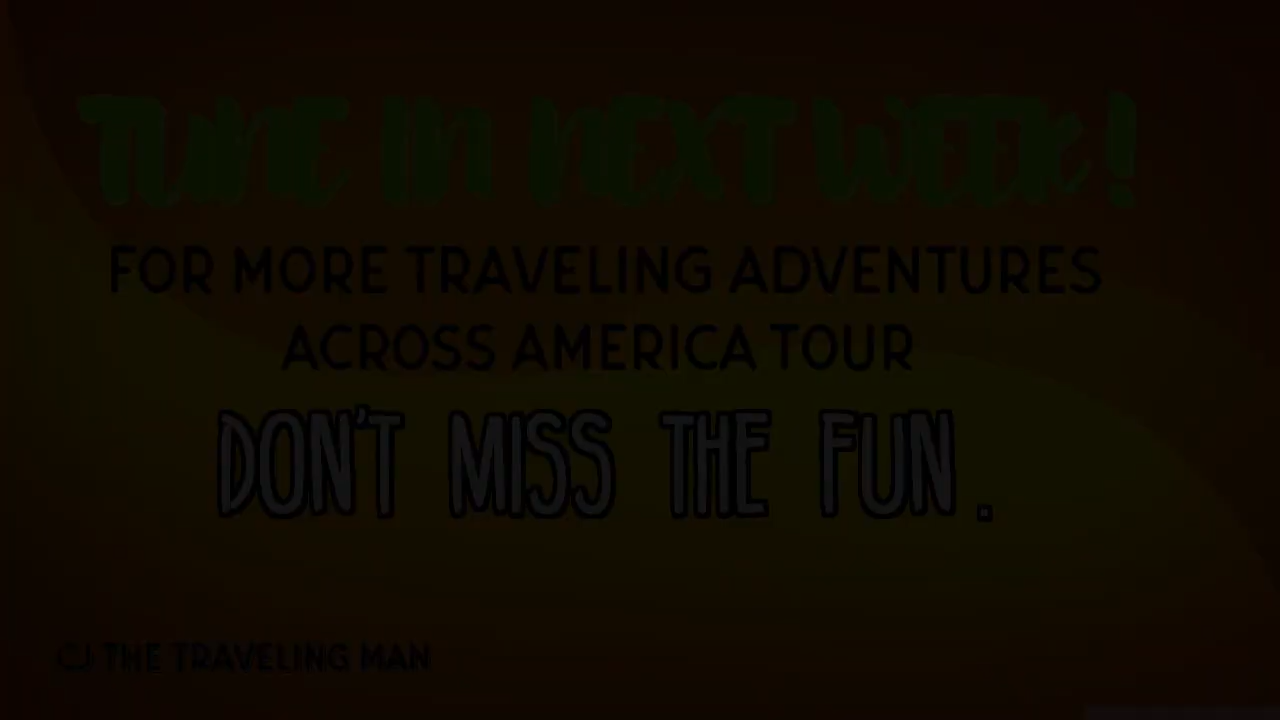 TUNE IN NEXT WEEK!
FOR MORE TRAVELING ADVENTURES
ACROSS AMERICA TOUR
DON'T MISS THE FUN.
CJ THE TRAVELING MAN